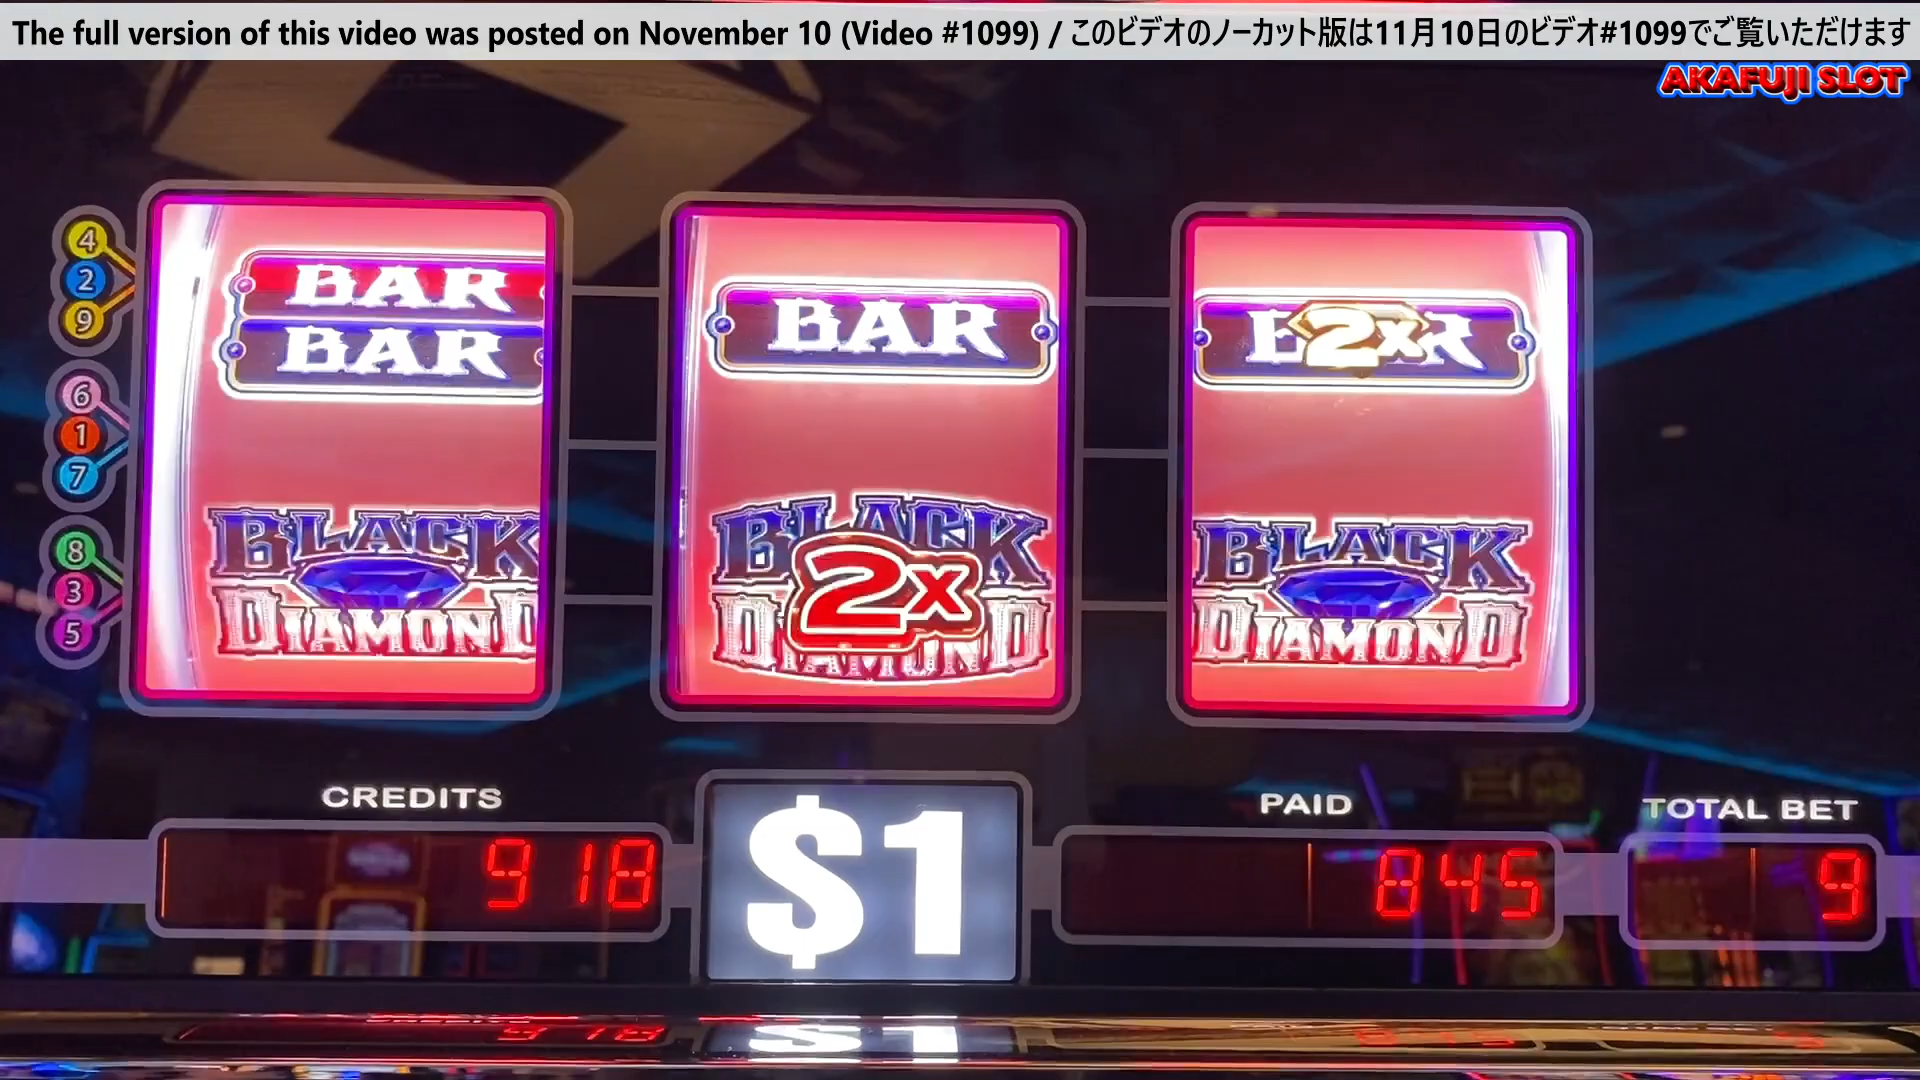 The full version of this video was posted on November 10 (Video #1099) / このビデオのノーカット版は11月10日のビデオ#1099でご覧いただけます
AKAFUJI SLOT
4
2
9
6
1
7
8
3
5
BAR
BAR
BAR
2x
BLACK
DIAMOND
BLACK
2x
DIAMOND
BLACK
DIAMOND
CREDITS
918
$1
PAID
845
TOTAL BET
9